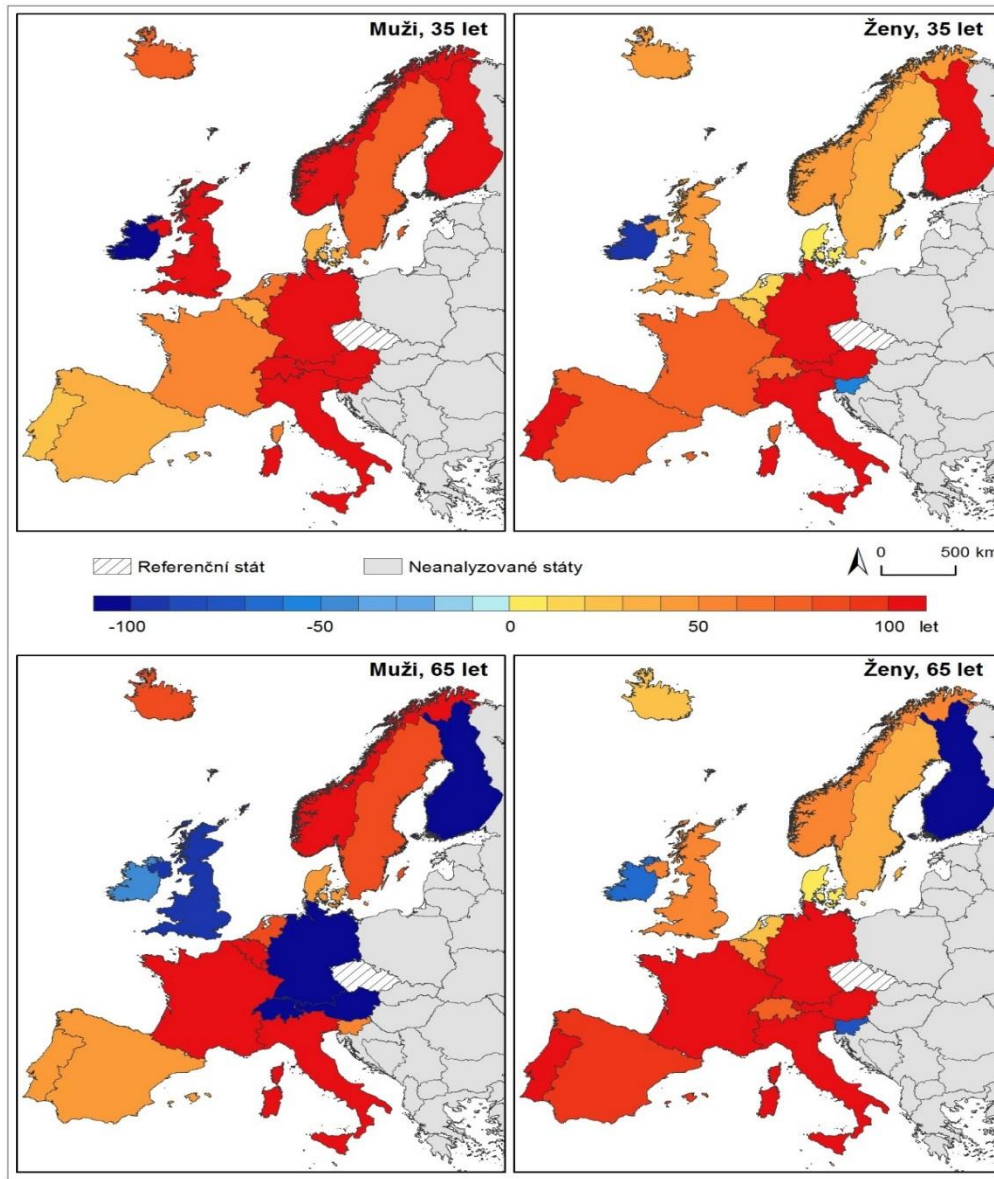 Muži, 35 let
Ženy, 35 let
Referenční stát
Neanalyzované státy
0 500 km
-100 -50 0 50 100 let
Muži, 65 let
Ženy, 65 let